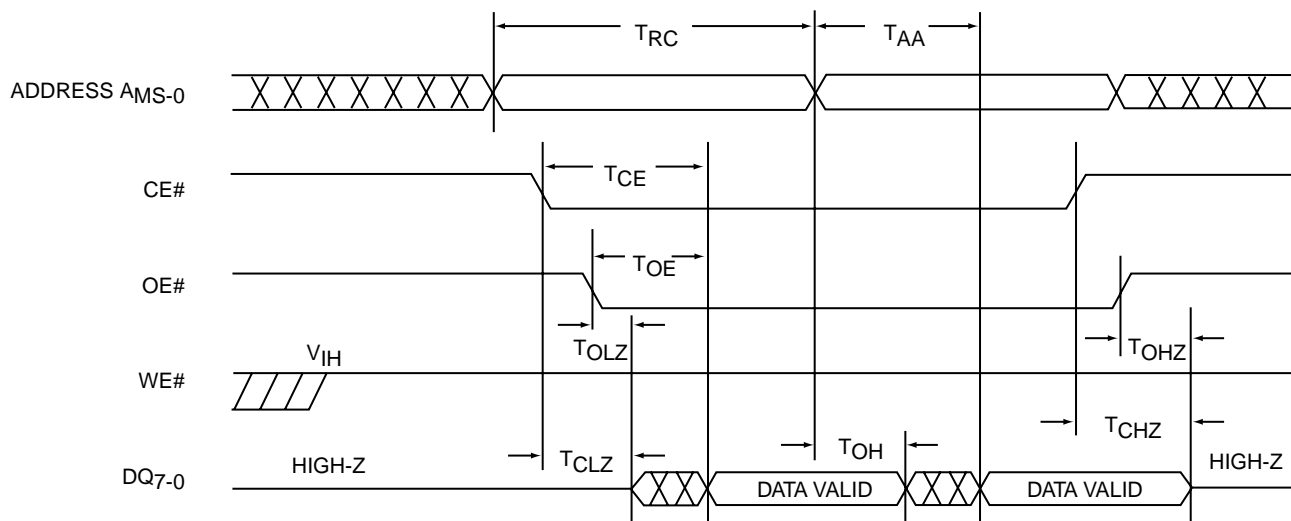 TRC
TAA
ADDRESS AMS-0
TCE
CE#
TOE
OE#
TOLZ
TOHZ
VIH
WE#
TCHZ
TOH
TCLZ
HIGH-Z
HIGH-Z
DQ7-0
DATA VALID
DATA VALID